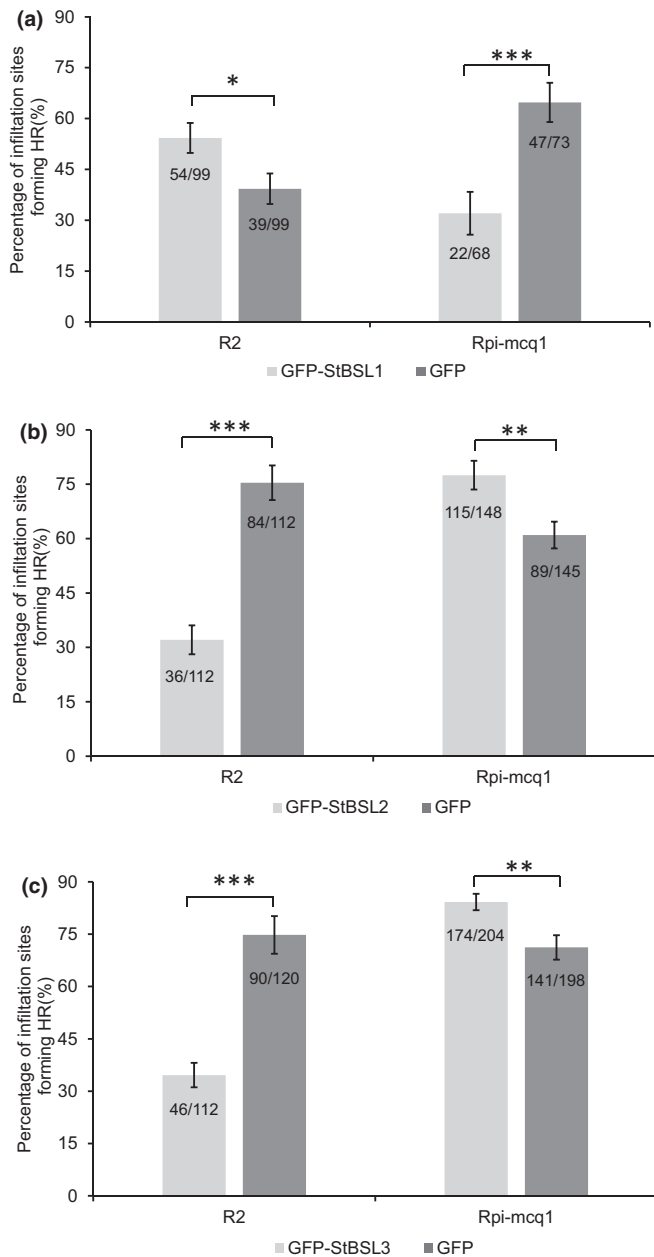 (a)
Percentage of infiltation sites
forming HR(%)
90
75
60
45
30
15
0
*
***
54/99
39/99
22/68
47/73
R2
Rpi-mcq1
GFP-StBSL1
GFP
(b)
Percentage of infiltation sites
forming HR(%)
90
75
60
45
30
15
0
***
**
36/112
84/112
115/148
89/145
R2
Rpi-mcq1
GFP-StBSL2
GFP
(c)
Percentage of infiltation sites
forming HR(%)
90
75
45
30
15
0
***
**
46/112
90/120
174/204
141/198
R2
Rpi-mcq1
GFP-StBSL3
GFP